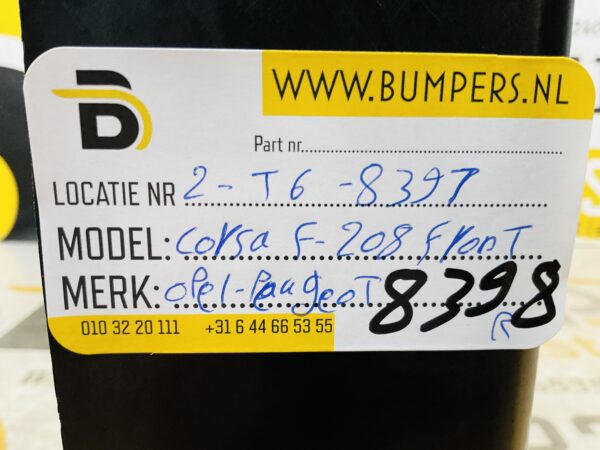 WWW.BUMPERS.NL
Part nr.
LOCATIE NR 2-T6-8397
MODEL: Corsa F-208 Front
MERK: Opel-Peugeot 8398
R
010 32 20 111 +31 6 44 66 53 55